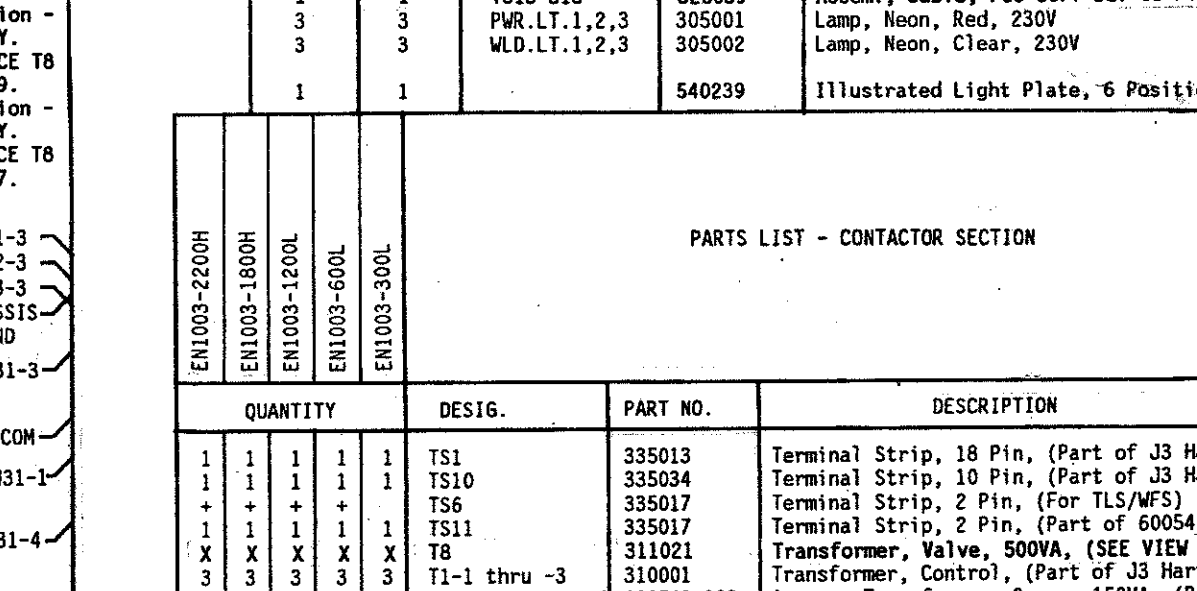 ion -
Y.
CE T8
9.
ion -
Y.
CE T8
7.
1-3
2-3
3-3
SSIS
ND
31-3
COM
31-1
31-4
3 3 PWR.LT.1,2,3 305001 Lamp, Neon, Red, 230V
3 3 WLD.LT.1,2,3 305002 Lamp, Neon, Clear, 230V
1 1 540239 Illustrated Light Plate, 6 Positi
EN1003-2200H
EN1003-1800H
EN1003-1200L
EN1003-600L
EN1003-300L
PARTS LIST - CONTACTOR SECTION
QUANTITY DESIG. PART NO. DESCRIPTION
1 1 1 1 1 TS1 335013 Terminal Strip, 18 Pin, (Part of J3 H
1 1 1 1 1 TS10 335034 Terminal Strip, 10 Pin, (Part of J3 H
+ + + + TS6 335017 Terminal Strip, 2 Pin, (For TLS/WFS)
1 1 1 1 1 TS11 335017 Terminal Strip, 2 Pin, (Part of 60054
X X X X X T8 311021 Transformer, Valve, 500VA, (SEE VIEW
3 3 3 3 3 T1-1 thru -3 310001 Transformer, Control, (Part of J3 Har